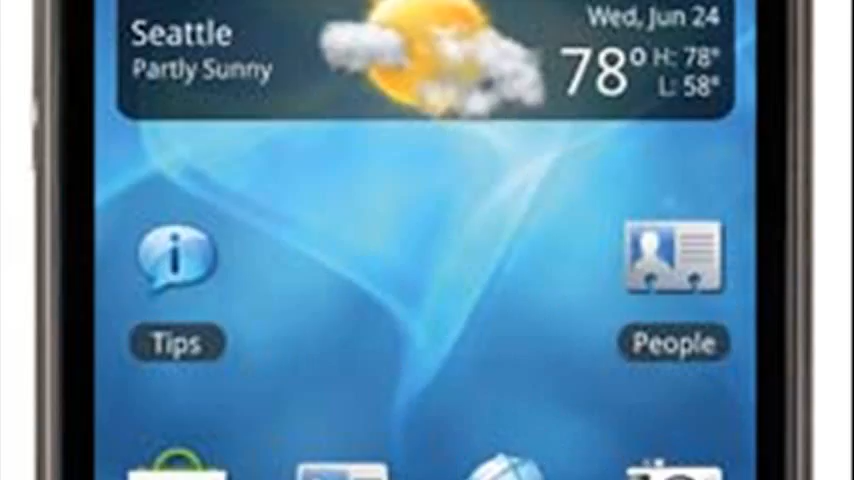 Seattle
Partly Sunny
Wed, Jun 24
78°
H: 78°
L: 58°
i
Tips
People